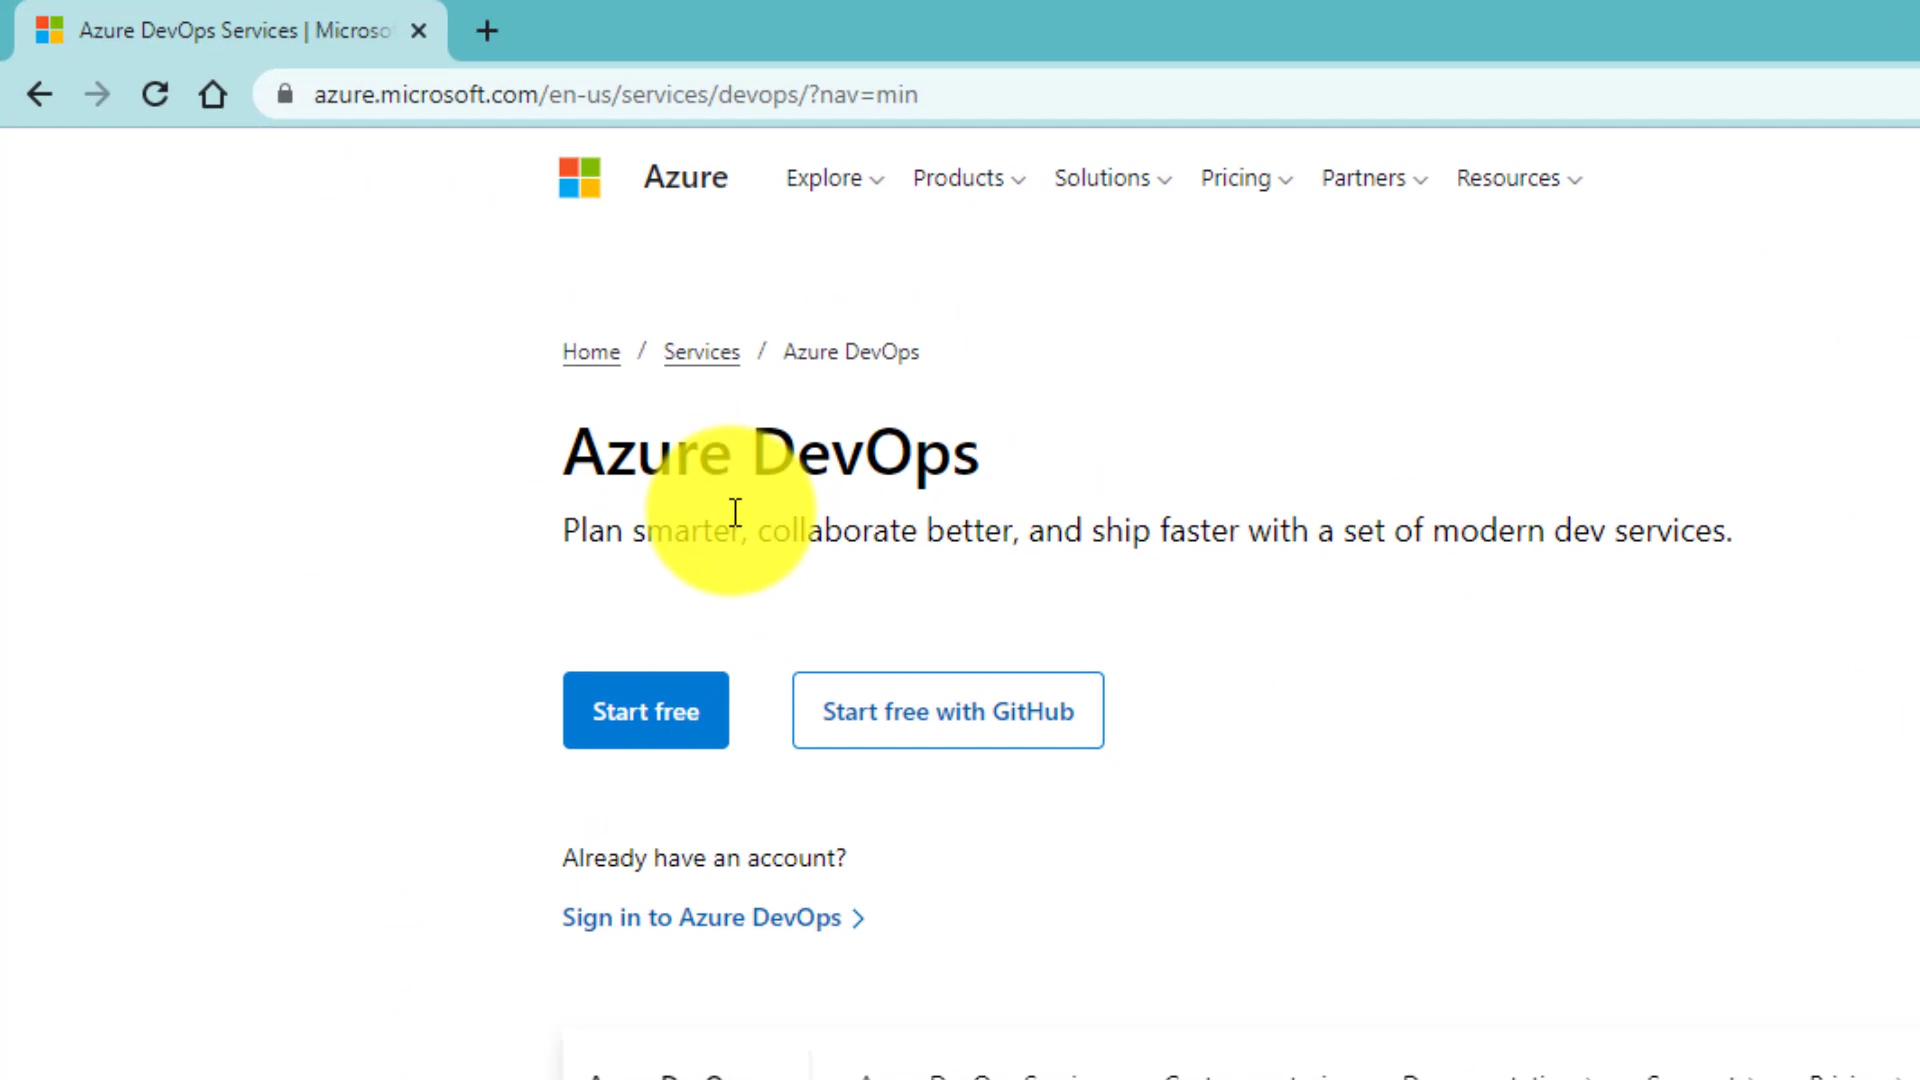 Azure DevOps Services | Microso
azure.microsoft.com/en-us/services/devops/?nav=min
Azure Explore Products Solutions Pricing Partners Resources
Home / Services / Azure DevOps
Azure DevOps
Plan smarter, collaborate better, and ship faster with a set of modern dev services.
Start free Start free with GitHub
Already have an account?
Sign in to Azure DevOps